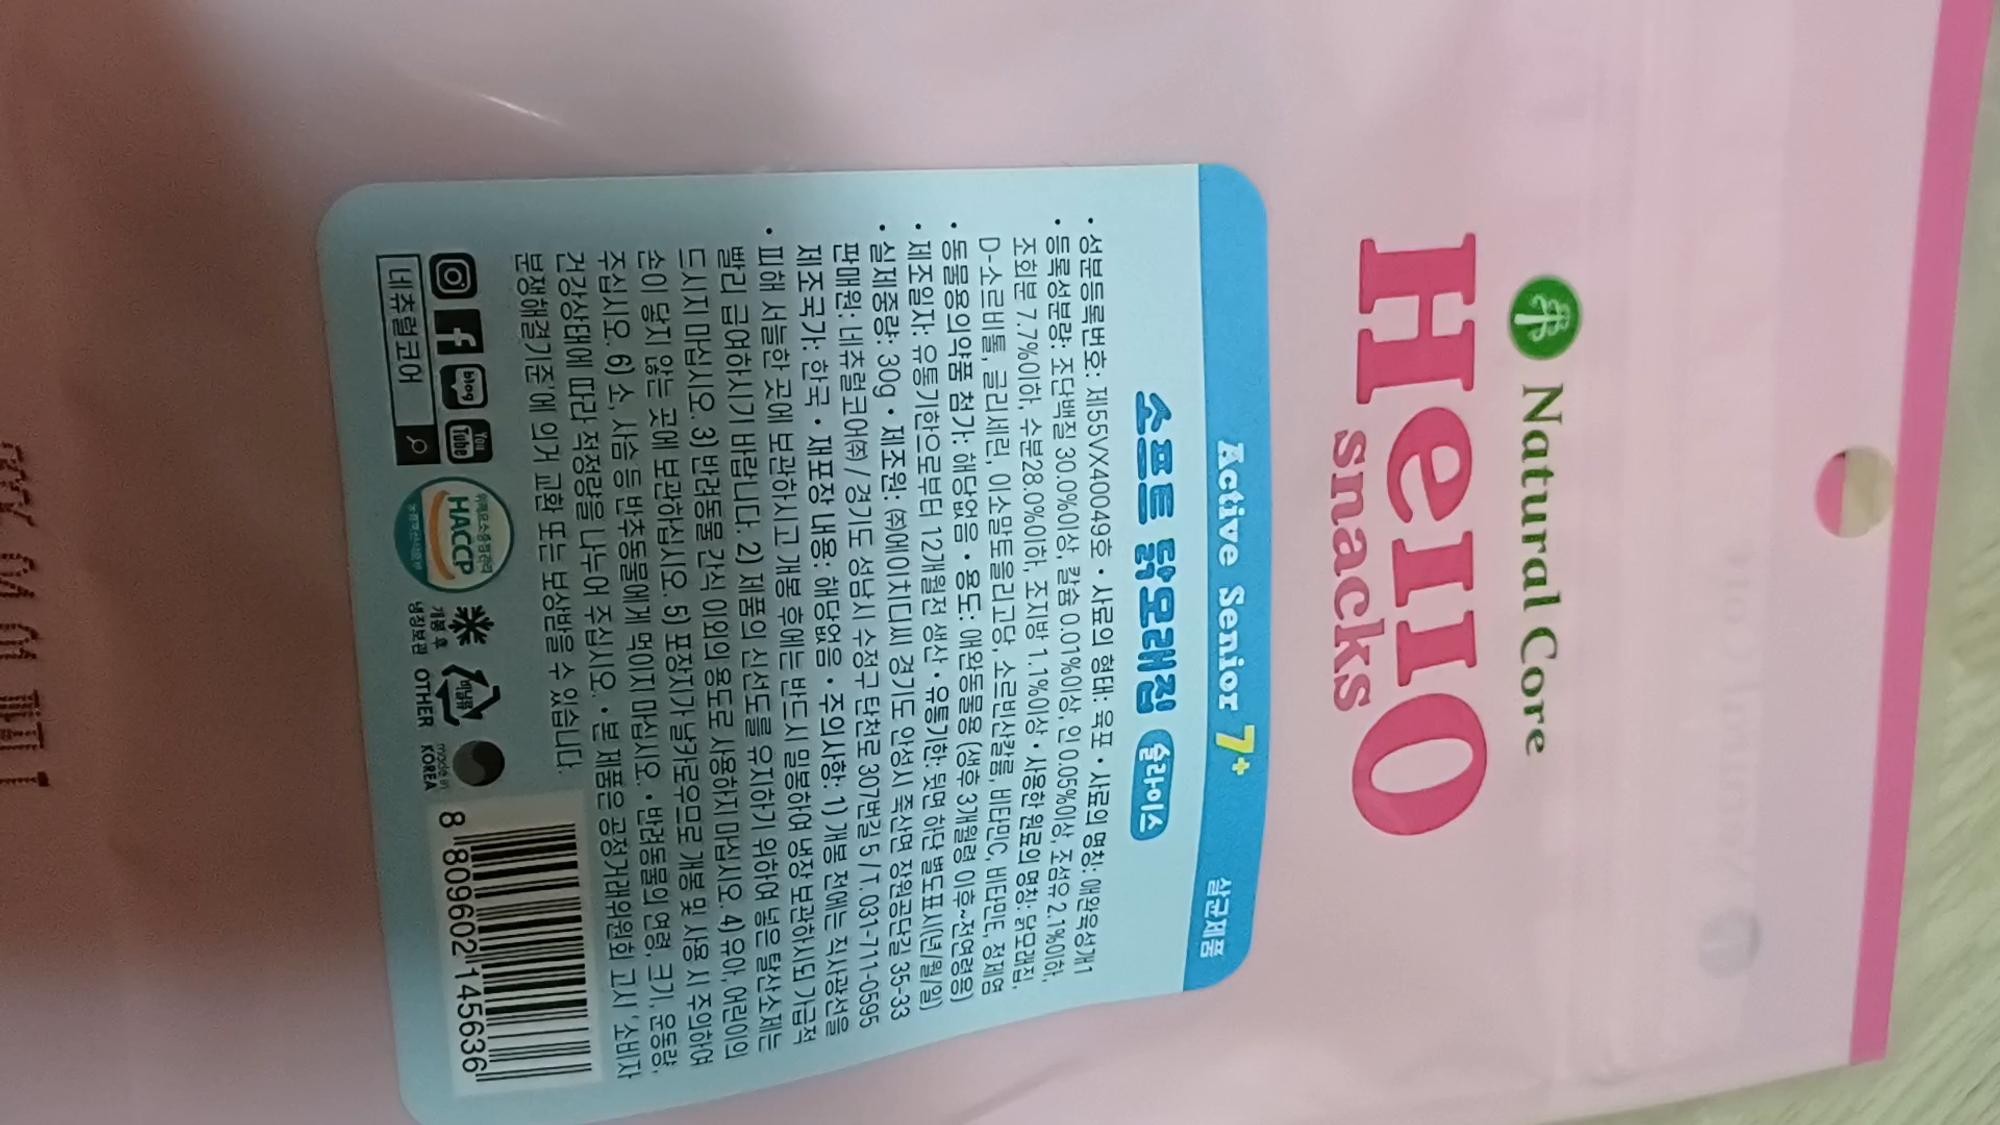 Natural Core
Hello
snacks
Active Senior 7+ 살균제품
소프트 닭모래집 슬라이스
• 성분등록번호: 제55VX40049호 • 사료의 형태: 육포 • 사료의 명칭: 애완육성개1
• 등록성분량: 조단백질 30.0%이상, 칼슘 0.01%이상, 인 0.05%이상, 조섬유 2.1%이하,
조회분 7.7%이하, 수분28.0%이하, 조지방 1.1%이상 • 사용한 원료의 명칭: 닭모래집,
D-소르비톨, 글리세린, 이소말토올리고당, 소르빈산칼륨, 비타민C, 비타민E, 정제염
• 동물용의약품 첨가: 해당없음 • 용도: 애완동물용 (생후 3개월령 이후~전연령용)
• 제조일자: 유통기한으로부터 12개월전 생산 • 유통기한: 뒷면 하단 별도표시(년/월/일)
• 실제중량: 30g • 제조원: ㈜에이치디씨 경기도 안성시 죽산면 장원공단길 35-33
판매원: 네츄럴코어㈜ / 경기도 성남시 수정구 탄천로 307번길 5 / T. 031-711-0595
제조국가: 한국 • 재포장 내용: 해당없음 • 주의사항: 1) 개봉 전에는 직사광선을
• 피해 서늘한 곳에 보관하시고 개봉 후에는 반드시 밀봉하여 냉장 보관하시되 가급적
빨리 급여하시기 바랍니다. 2) 제품의 신선도를 유지하기 위하여 넣은 탈산소제는
드시지 마십시오. 3) 반려동물 간식 이외의 용도로 사용하지 마십시오. 4) 유아, 어린이의
손이 닿지 않는 곳에 보관하십시오. 5) 포장지가 날카로우므로 개봉 및 사용 시 주의하여
주십시오. 6) 소, 사슴 등 반추동물에게 먹이지 마십시오. • 반려동물의 연령, 크기, 운동량,
건강상태에 따라 적정량을 나누어 주십시오. • 본 제품은 공정거래위원회 고시 '소비자
분쟁해결기준'에 의거 교환 또는 보상받을 수 있습니다.
blog You Tube
네츄럴코어
HACCP
개봉 후
냉장보관
비닐류
OTHER
made in
KOREA
8 809602 145636